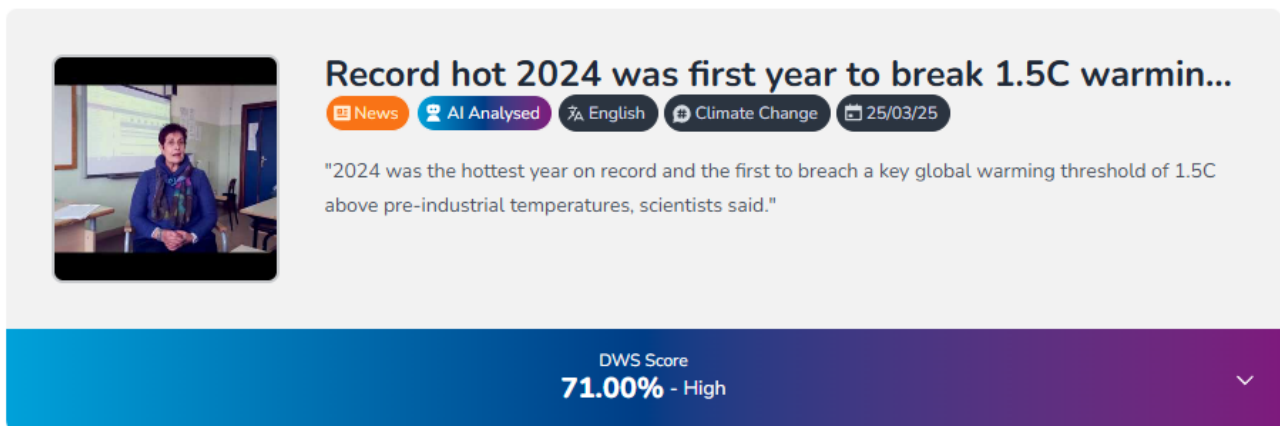 Record hot 2024 was first year to break 1.5C warmin...
News AI Analysed English Climate Change 25/03/25
"2024 was the hottest year on record and the first to breach a key global warming threshold of 1.5C
above pre-industrial temperatures, scientists said."
DWS Score
71.00% - High